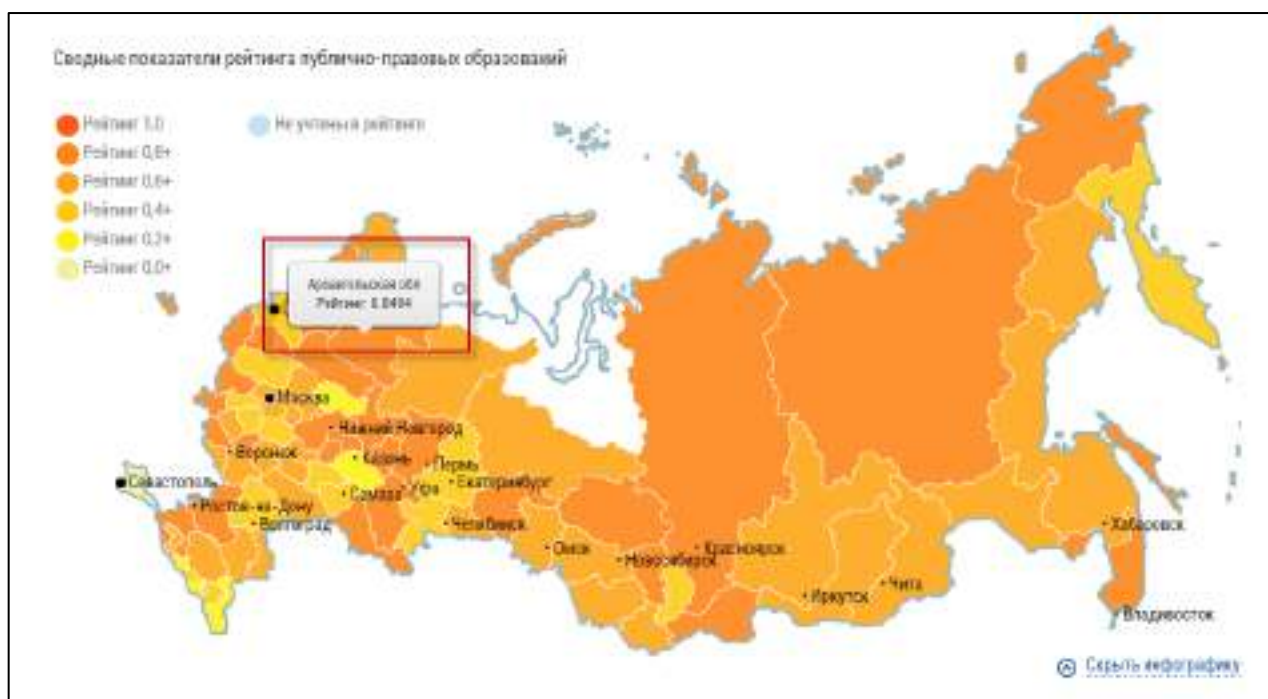 Сводные показатели рейтинга публично-правовых образований
Рейтинг 1,0
Не учтены в рейтинге
Рейтинг 0,8+
Рейтинг 0,6+
Рейтинг 0,4+
Рейтинг 0,2+
Рейтинг 0,0+
Архангельская обл
Рейтинг:
Москва
Нижний Новгород
Воронеж
Казань
Пермь
Севастополь
Екатеринбург
Самара
Уфа
Ростов-на-Дону
Волгоград
Челябинск
Хабаровск
Омск
Красноярск
Новосибирск
Чита
Иркутск
Владивосток
Скрыть инфографику